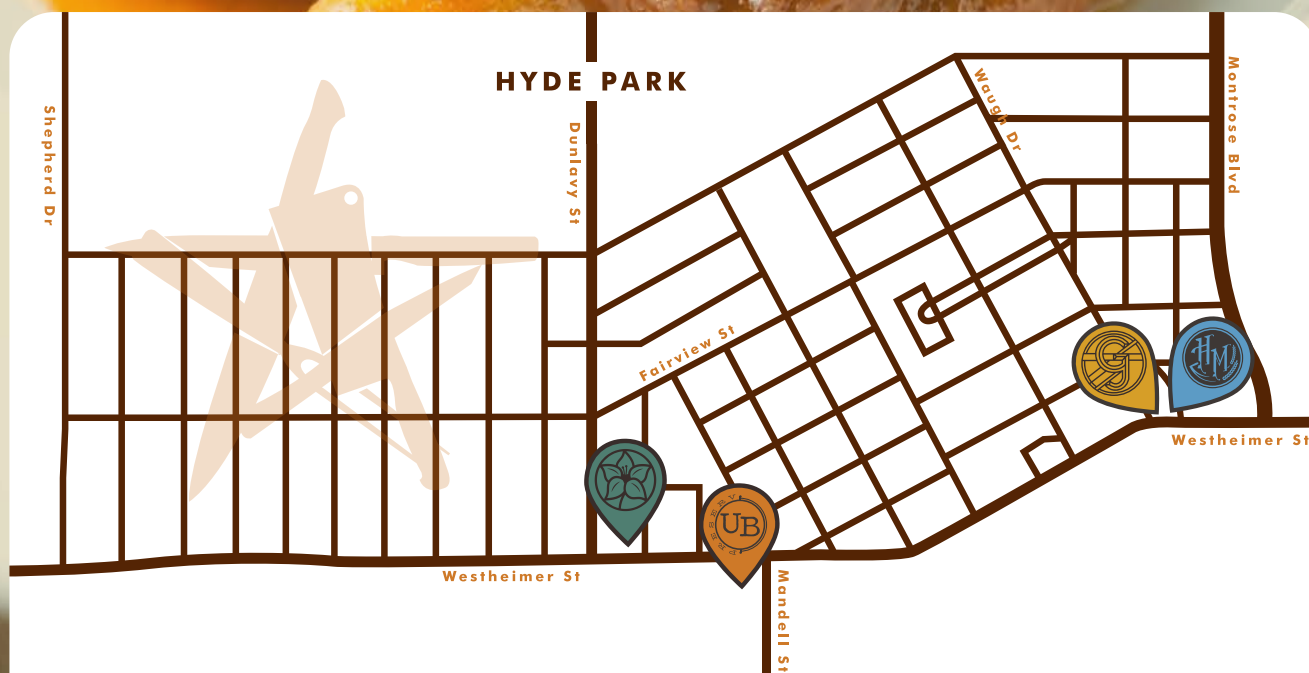 HYDE PARK
Shepherd Dr
Dunlavy St
Waugh Dr
Montrose Blvd
Fairview St
GJ
HM
Westheimer St
UB
Westheimer St
Mandell St